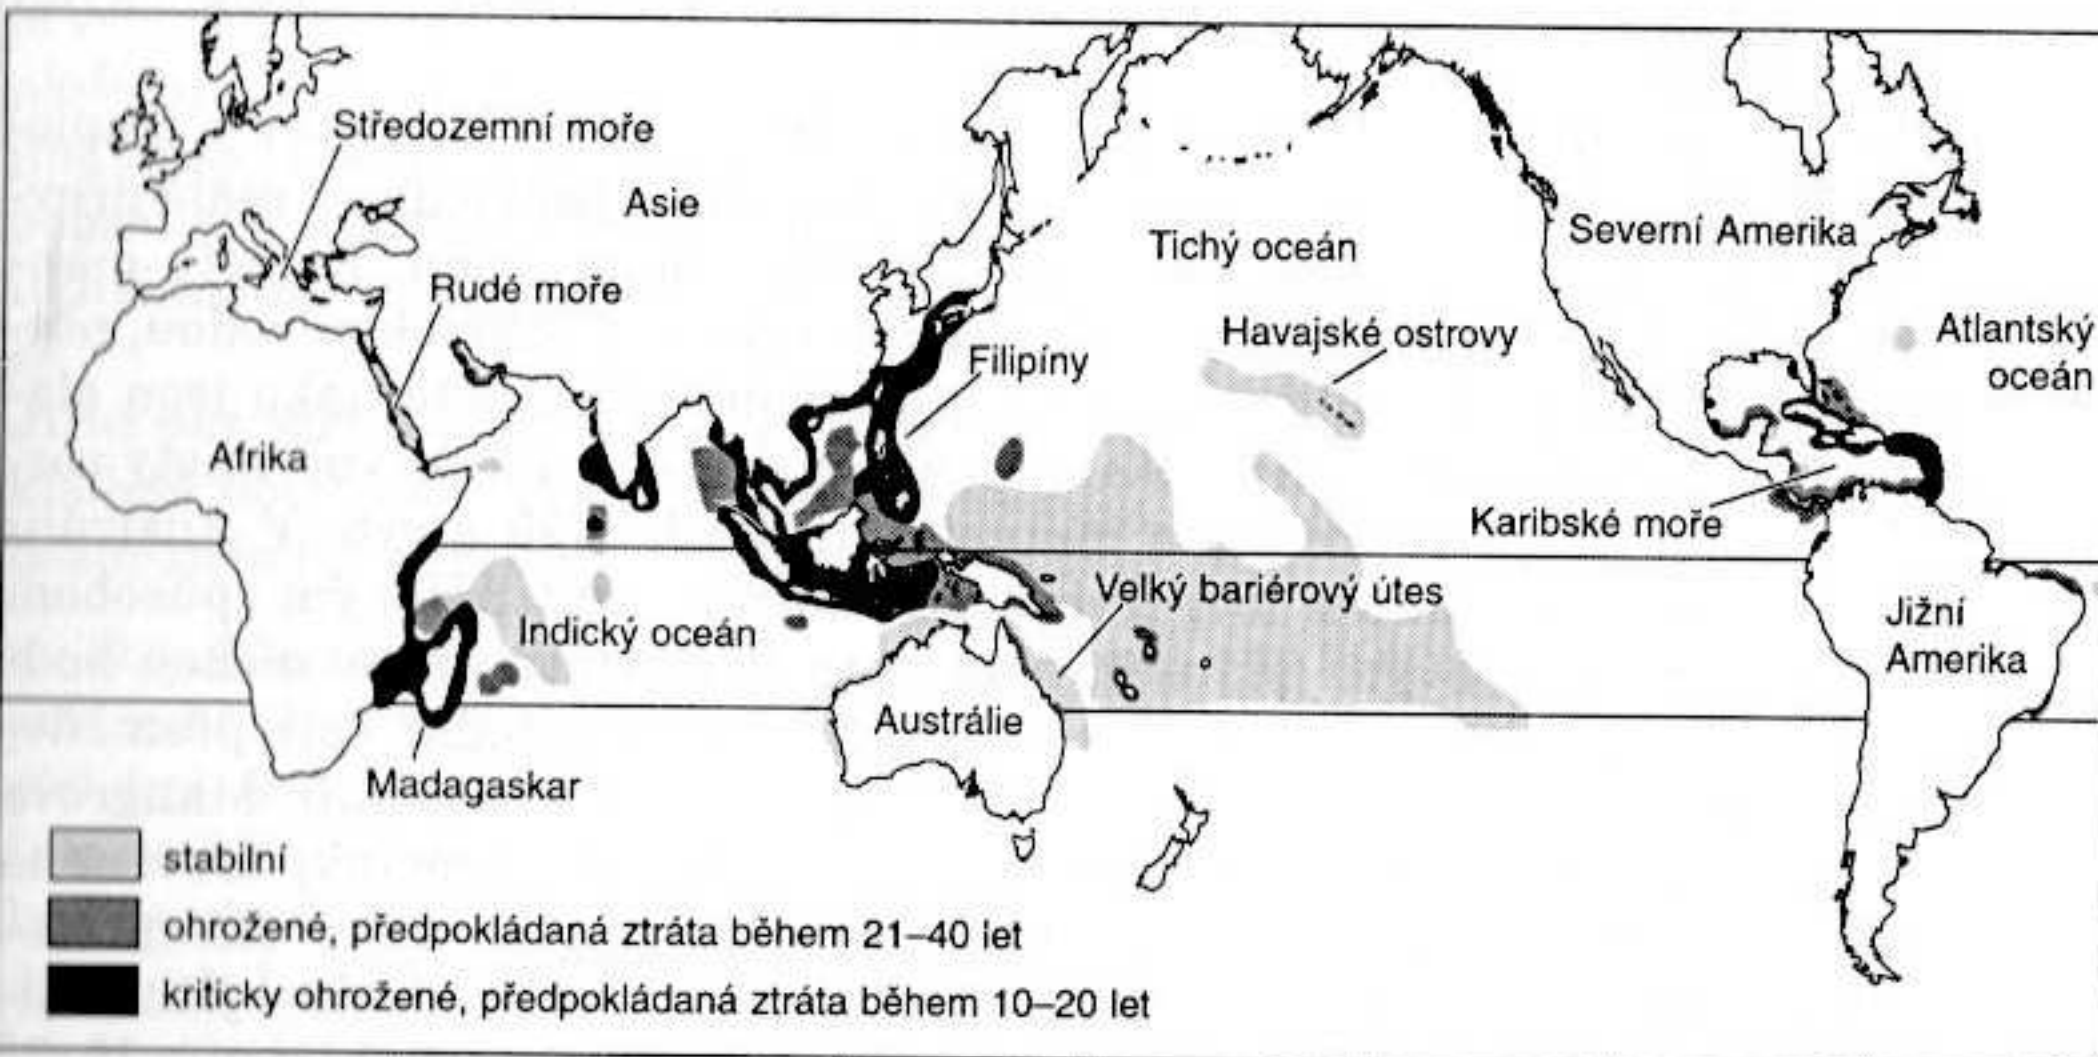 Středozemní moře
Asie
Severní Amerika
Tichý oceán
Rudé moře
Havajské ostrovy
Atlantský
oceán
Filipíny
Afrika
Karibské moře
Velký bariérový útes
Indický oceán
Jižní
Amerika
Austrálie
Madagaskar
stabilní
ohrožené, předpokládaná ztráta během 21–40 let
kriticky ohrožené, předpokládaná ztráta během 10–20 let